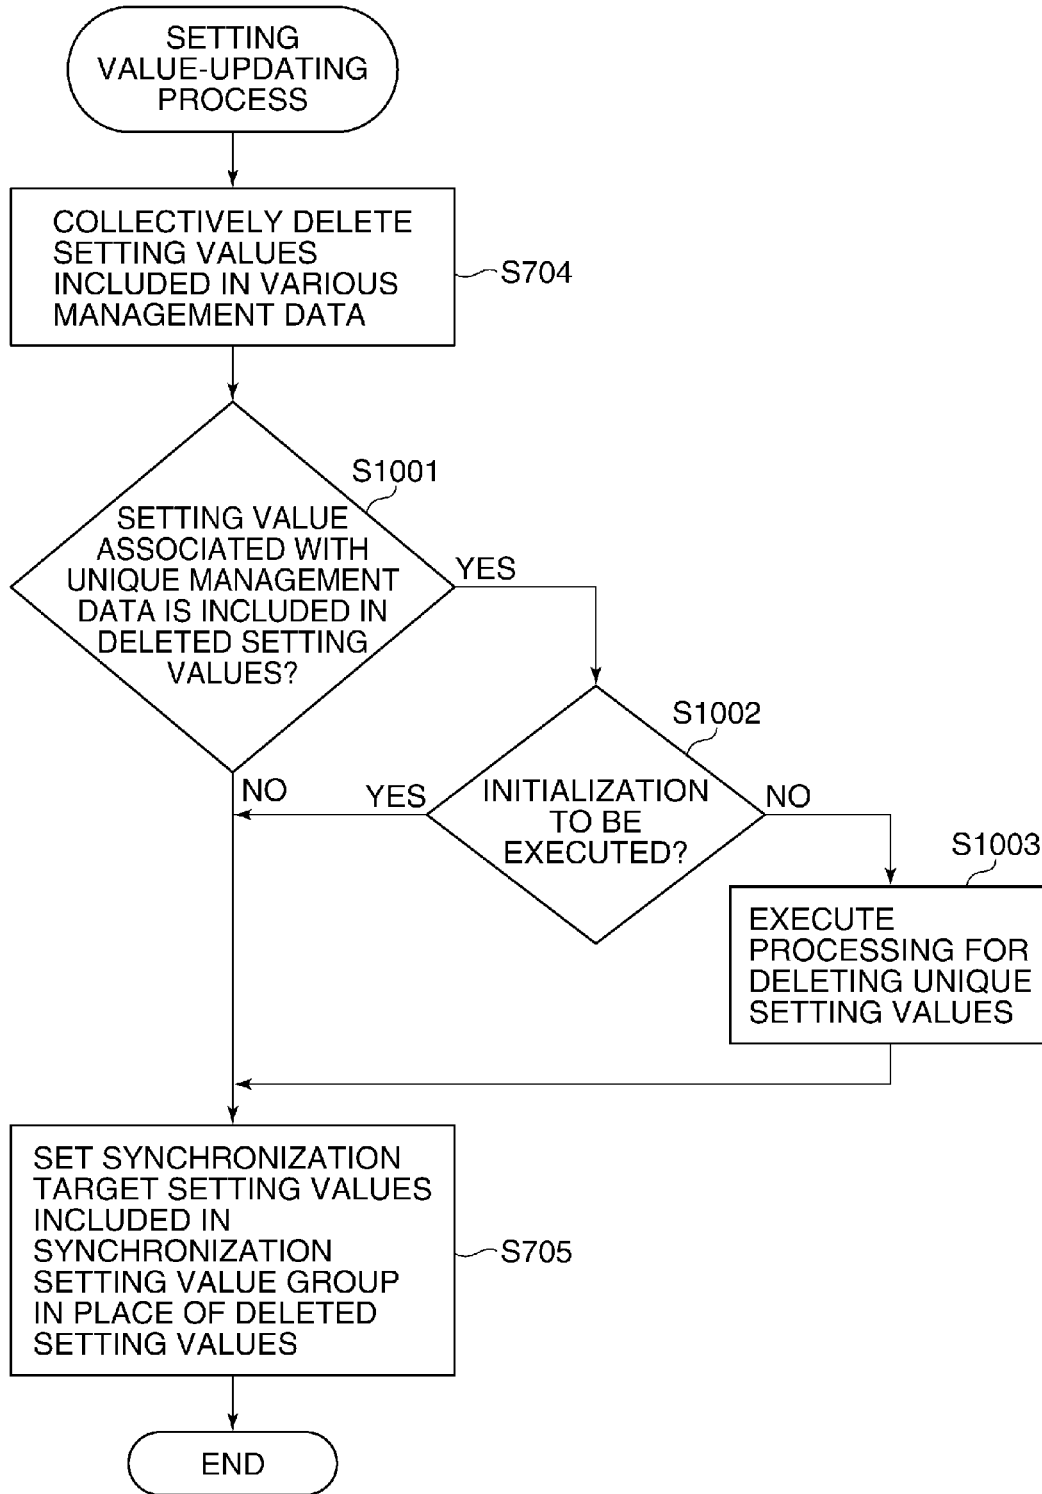 SETTING
VALUE-UPDATING
PROCESS
COLLECTIVELY DELETE
SETTING VALUES
INCLUDED IN VARIOUS
MANAGEMENT DATA
S704
S1001
SETTING VALUE
ASSOCIATED WITH
UNIQUE MANAGEMENT
DATA IS INCLUDED IN
DELETED SETTING
VALUES?
YES
NO
S1002
INITIALIZATION
TO BE
EXECUTED?
YES
NO
S1003
EXECUTE
PROCESSING FOR
DELETING UNIQUE
SETTING VALUES
SET SYNCHRONIZATION
TARGET SETTING VALUES
INCLUDED IN
SYNCHRONIZATION
SETTING VALUE GROUP
IN PLACE OF DELETED
SETTING VALUES
S705
END